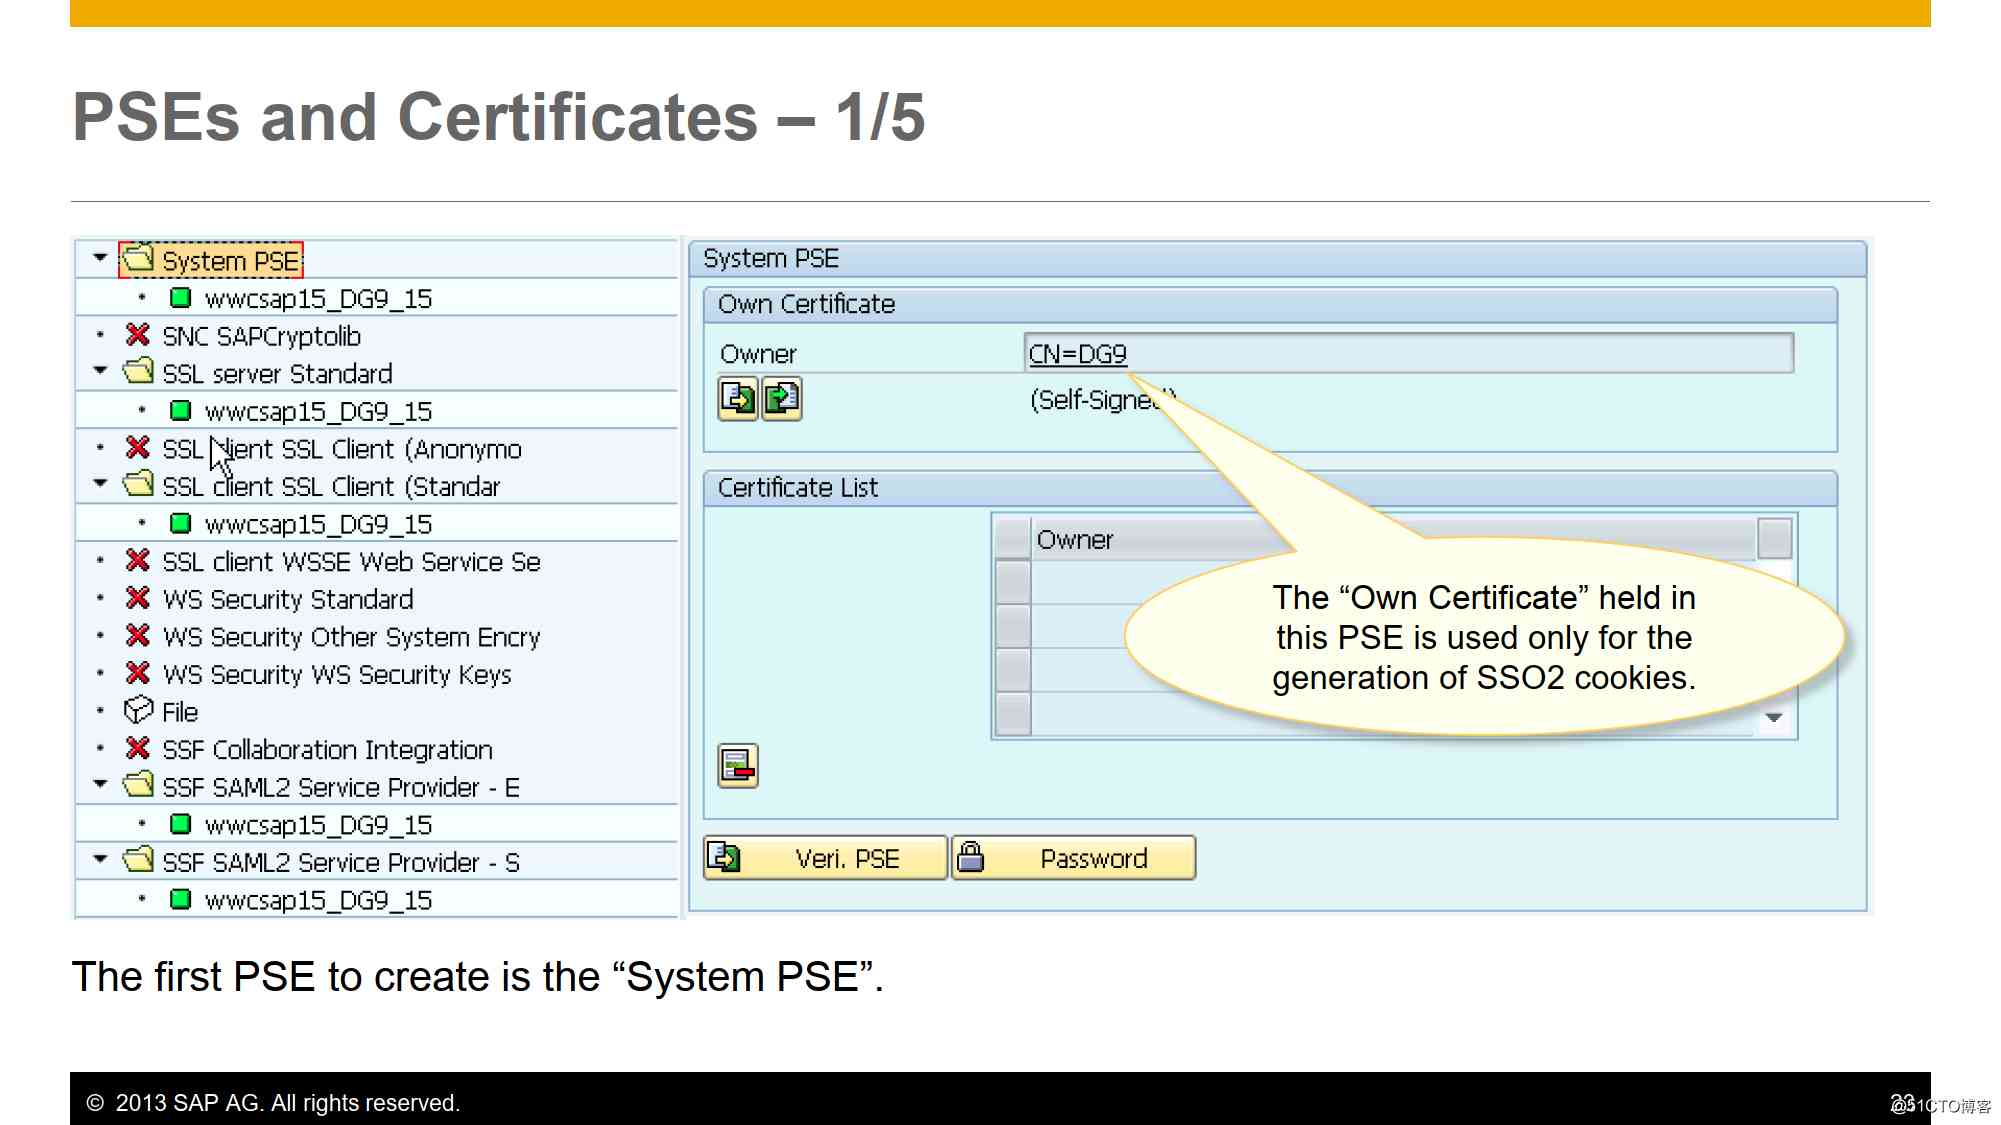 PSEs and Certificates – 1/5
System PSE
wwcsap15_DG9_15
SNC SAPCryptolib
SSL server Standard
wwcsap15_DG9_15
SSL client SSL Client (Anonymo
SSL client SSL Client (Standar
wwcsap15_DG9_15
SSL client WSSE Web Service Se
WS Security Standard
WS Security Other System Encry
WS Security WS Security Keys
File
SSF Collaboration Integration
SSF SAML2 Service Provider - E
wwcsap15_DG9_15
SSF SAML2 Service Provider - S
wwcsap15_DG9_15
System PSE
Own Certificate
Owner CN=DG9
(Self-Signed)
Certificate List
Owner
The “Own Certificate” held in
this PSE is used only for the
generation of SSO2 cookies.
Veri. PSE Password
The first PSE to create is the “System PSE”.
© 2013 SAP AG. All rights reserved.
@51CTO博客